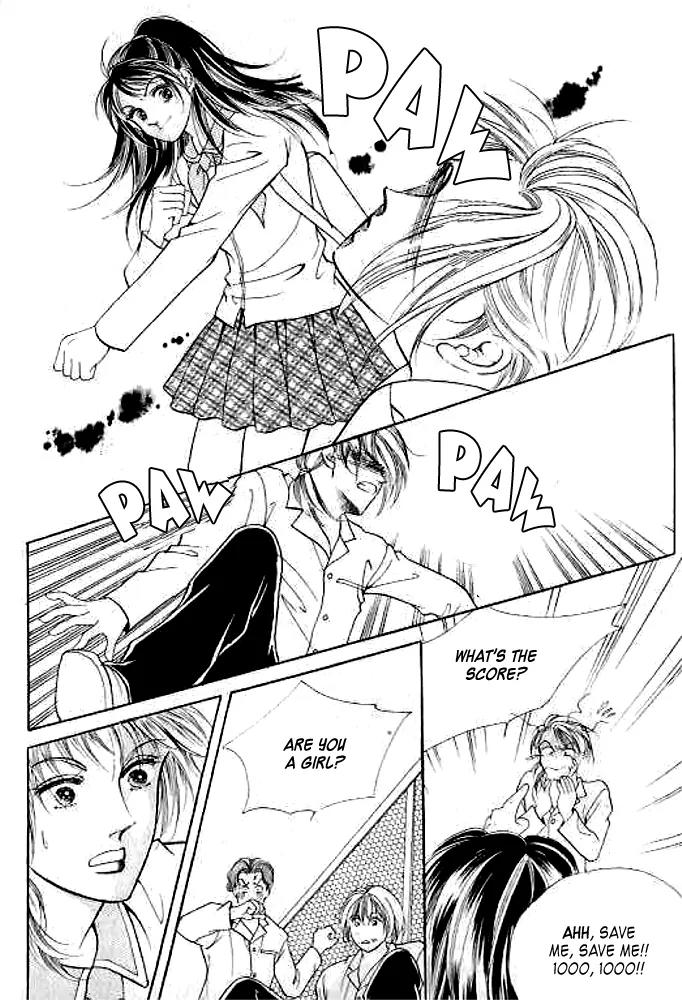 PAW
PAW
PAW
WHAT'S THE
SCORE?
AHH, SAVE
ME, SAVE ME!!
1000, 1000!!
ARE YOU
A GIRL?